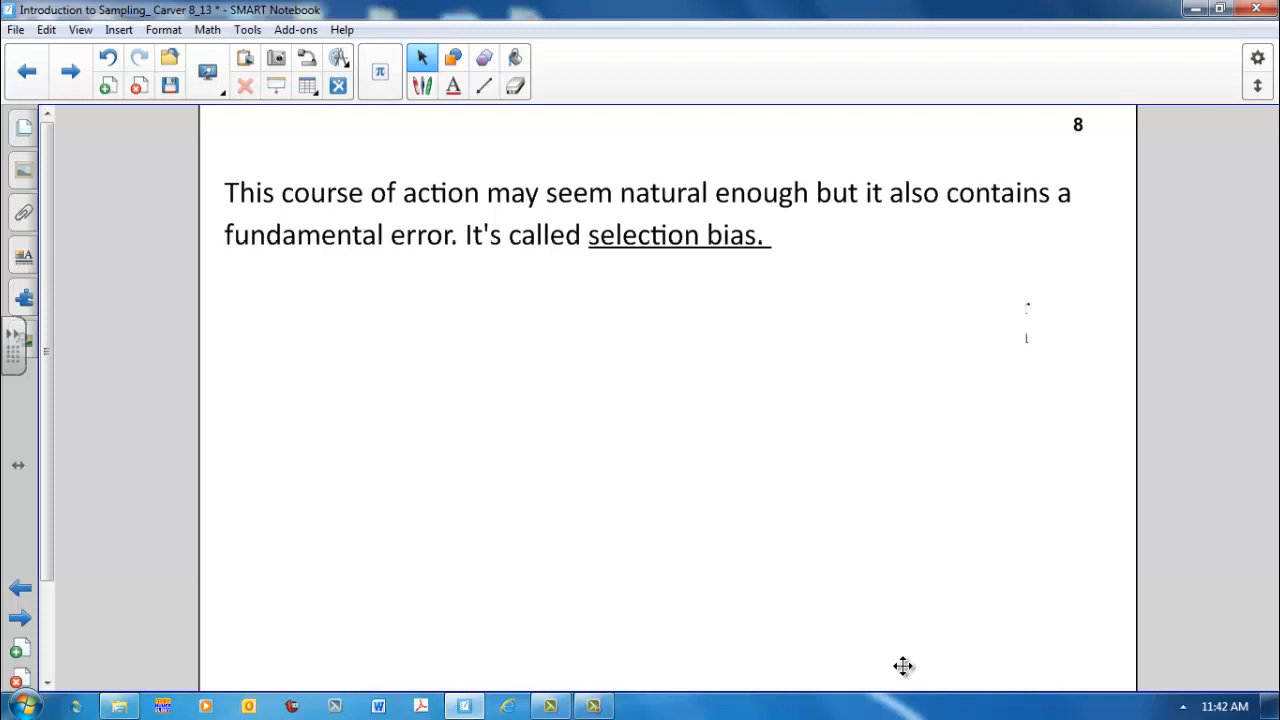 Introduction to Sampling_ Carver 8_13 * - SMART Notebook
File Edit View Insert Format Math Tools Add-ons Help
8
This course of action may seem natural enough but it also contains a
fundamental error. It's called selection bias.
11:42 AM